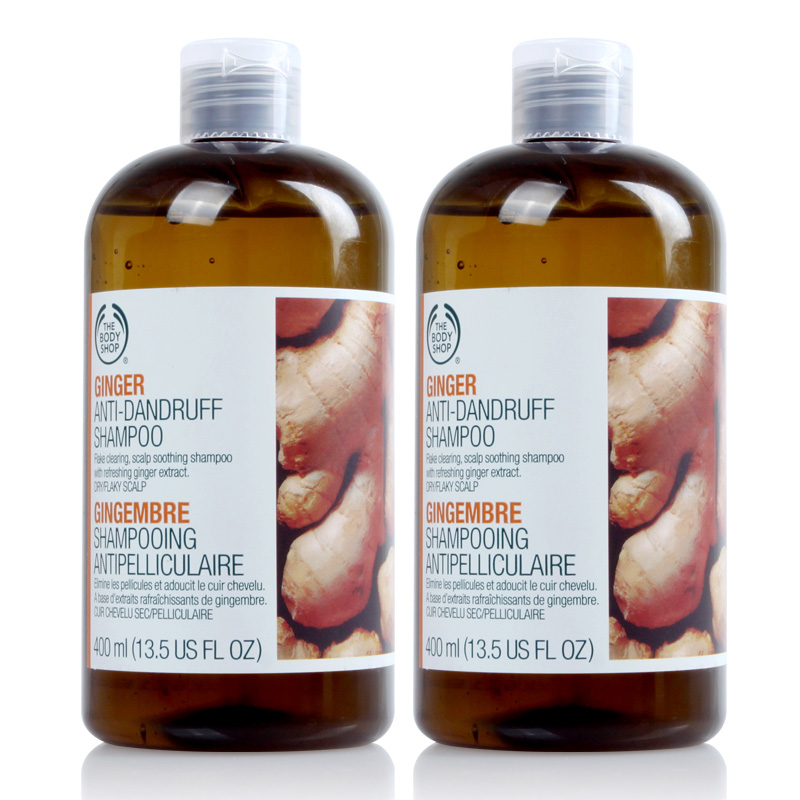 THE
BODY
SHOP
®
GINGER
ANTI-DANDRUFF
SHAMPOO
Flake clearing, scalp soothing shampoo
with refreshing ginger extract.
DRY/FLAKY SCALP
GINGEMBRE
SHAMPOOING
ANTIPELLICULAIRE
Elimine les pellicules et adoucit le cuir chevelu.
A base d'extraits rafraîchissants de gingembre.
CUIR CHEVELU SEC/PELLICULAIRE
400 ml (13.5 US FL OZ)
THE
BODY
SHOP
®
GINGER
ANTI-DANDRUFF
SHAMPOO
Flake clearing, scalp soothing shampoo
with refreshing ginger extract.
DRY/FLAKY SCALP
GINGEMBRE
SHAMPOOING
ANTIPELLICULAIRE
Elimine les pellicules et adoucit le cuir chevelu.
A base d'extraits rafraîchissants de gingembre.
CUIR CHEVELU SEC/PELLICULAIRE
400 ml (13.5 US FL OZ)